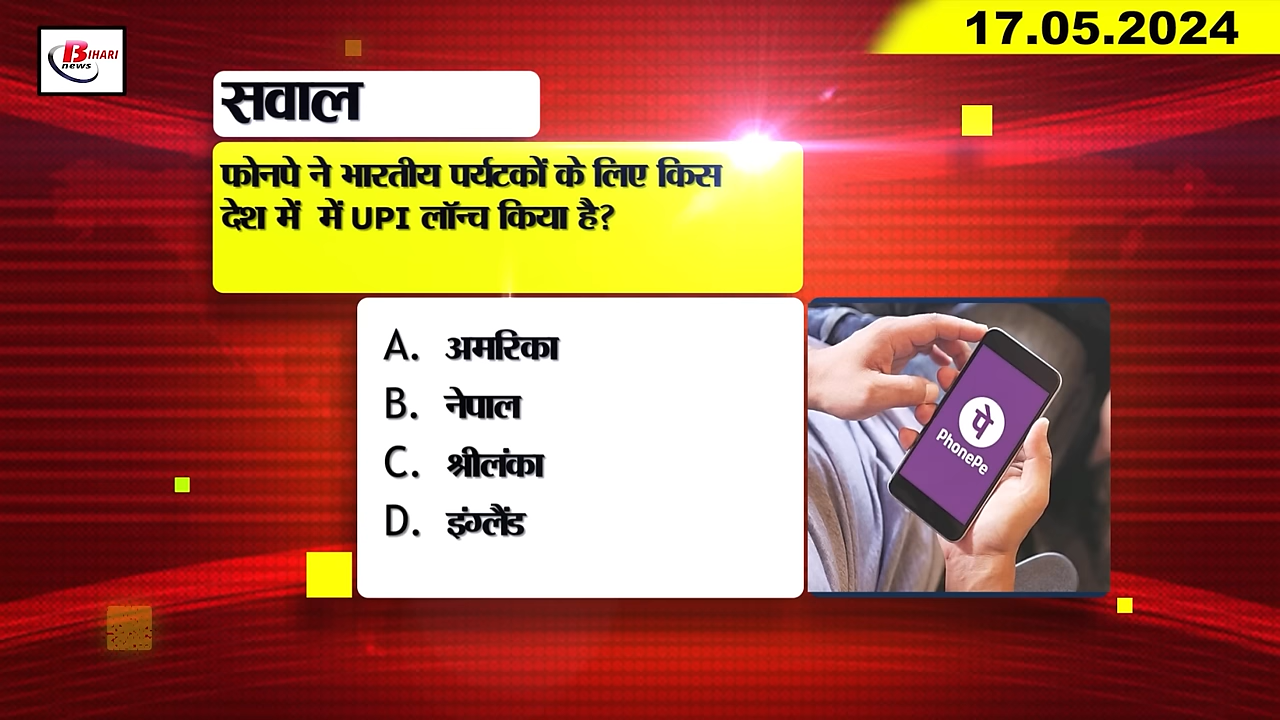 BIHARI
news
17.05.2024
सवाल
फोनपे ने भारतीय पर्यटकों के लिए किस
देश में में UPI लॉन्च किया है?
A. अमरिका
B. नेपाल
C. श्रीलंका
D. इंग्लैंड
पे
PhonePe